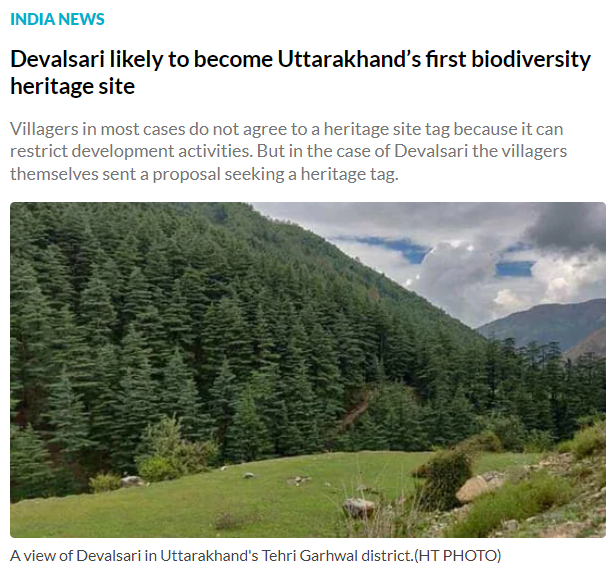 INDIA NEWS
Devalsari likely to become Uttarakhand’s first biodiversity
heritage site
Villagers in most cases do not agree to a heritage site tag because it can
restrict development activities. But in the case of Devalsari the villagers
themselves sent a proposal seeking a heritage tag.
A view of Devalsari in Uttarakhand's Tehri Garhwal district.(HT PHOTO)